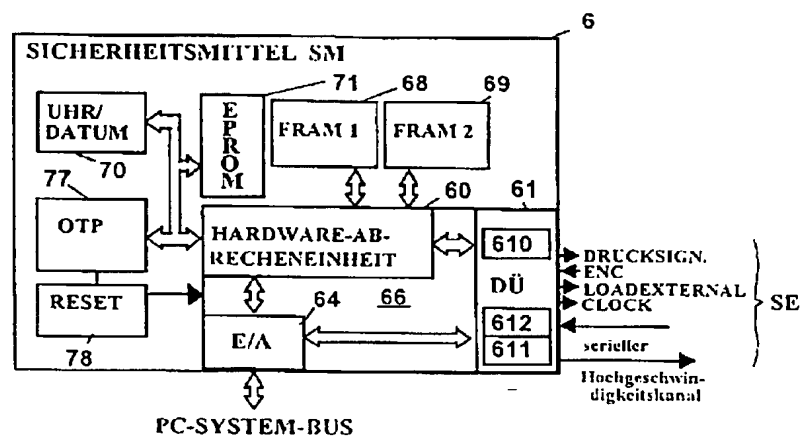 6
SICHERHEITSMITTEL SM
71
68
69
UHR/
DATUM
EPROM
FRAM 1
FRAM 2
70
77
60
61
OTP
HARDWARE-AB-
RECHENEINHEIT
610
DRUCKSIGN.
ENC
DÜ
LOADEXTERNAL
CLOCK
SE
RESET
64
66
78
E/A
612
611
serieller
Hochgeschwin-
digkeitskanal
PC-SYSTEM-BUS